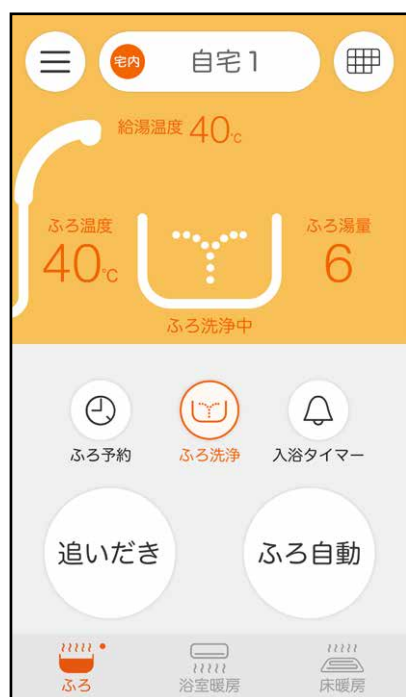 宅内 自宅1
給湯温度 40℃
ふろ温度
40℃
ふろ湯量
6
ふろ洗浄中
ふろ予約 ふろ洗浄 入浴タイマー
追いだき ふろ自動
ふろ 浴室暖房 床暖房